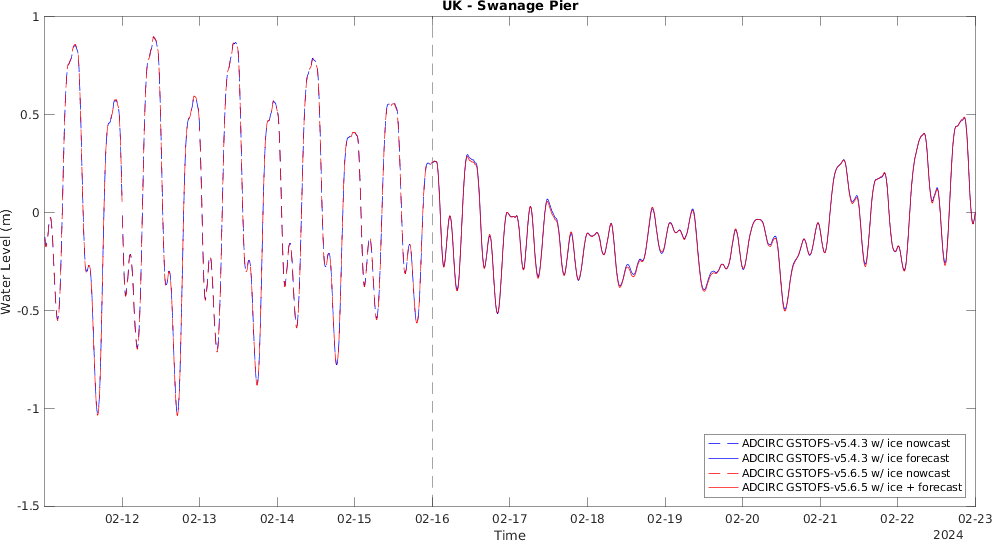 UK - Swanage Pier
1
0.5
0
-0.5
-1
-1.5
Water Level (m)
02-12 02-13 02-14 02-15 02-16 02-17 02-18 02-19 02-20 02-21 02-22 02-23
Time
2024
ADCIRC GSTOFS-v5.4.3 w/ ice nowcast
ADCIRC GSTOFS-v5.4.3 w/ ice forecast
ADCIRC GSTOFS-v5.6.5 w/ ice nowcast
ADCIRC GSTOFS-v5.6.5 w/ ice + forecast